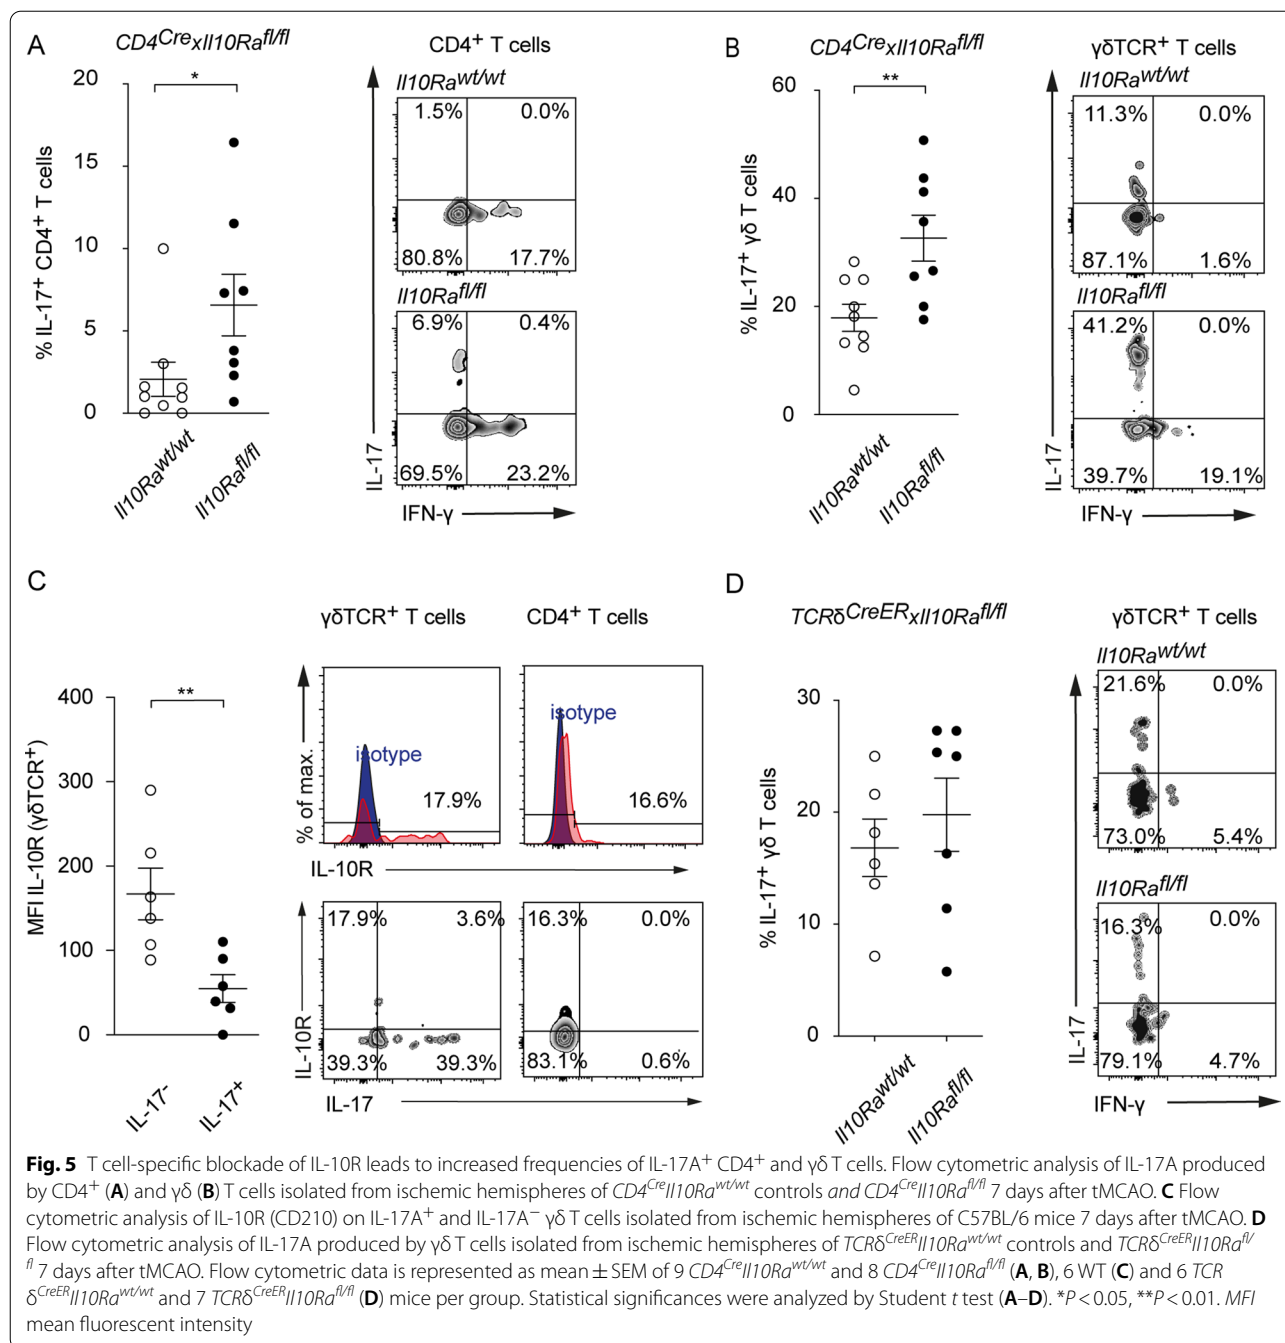 A
CD4CrexIl10Rafl/fl
CD4+ T cells
Il10Rawt/wt
*
% IL-17+ CD4+ T cells
20
15
10
5
0
Il10Rawt/wt
Il10Rafl/fl
1.5% 0.0%
80.8% 17.7%
Il10Rafl/fl
6.9% 0.4%
69.5% 23.2%
IL-17
IFN-γ
B
CD4CrexIl10Rafl/fl
γδTCR+ T cells
Il10Rawt/wt
**
% IL-17+ γδ T cells
60
40
20
0
Il10Rawt/wt
Il10Rafl/fl
11.3% 0.0%
87.1% 1.6%
Il10Rafl/fl
41.2% 0.0%
39.7% 19.1%
IL-17
IFN-γ
C
γδTCR+ T cells
CD4+ T cells
**
MFI IL-10R (γδTCR+)
400
300
200
100
0
IL-17-
IL-17+
% of max.
isotype
17.9%
isotype
16.6%
IL-10R
IL-10R
17.9% 3.6%
39.3% 39.3%
16.3% 0.0%
83.1% 0.6%
IL-17
D
TCRδCreERxIl10Rafl/fl
γδTCR+ T cells
Il10Rawt/wt
% IL-17+ γδ T cells
30
20
10
0
Il10Rawt/wt
Il10Rafl/fl
21.6% 0.0%
73.0% 5.4%
Il10Rafl/fl
16.3% 0.0%
79.1% 4.7%
IL-17
IFN-γ
Fig. 5 T cell-specific blockade of IL-10R leads to increased frequencies of IL-17A+ CD4+ and γδ T cells. Flow cytometric analysis of IL-17A produced
by CD4+ (A) and γδ (B) T cells isolated from ischemic hemispheres of CD4CreIl10Rawt/wt controls and CD4CreIl10Rafl/fl 7 days after tMCAO. C Flow
cytometric analysis of IL-10R (CD210) on IL-17A+ and IL-17A− γδ T cells isolated from ischemic hemispheres of C57BL/6 mice 7 days after tMCAO. D
Flow cytometric analysis of IL-17A produced by γδ T cells isolated from ischemic hemispheres of TCRδCreERIl10Rawt/wt controls and TCRδCreERIl10Rafl/
fl 7 days after tMCAO. Flow cytometric data is represented as mean ± SEM of 9 CD4CreIl10Rawt/wt and 8 CD4CreIl10Rafl/fl (A, B), 6 WT (C) and 6 TCR
δCreERIl10Rawt/wt and 7 TCRδCreERIl10Rafl/fl (D) mice per group. Statistical significances were analyzed by Student t test (A–D). *P < 0.05, **P < 0.01. MFI
mean fluorescent intensity